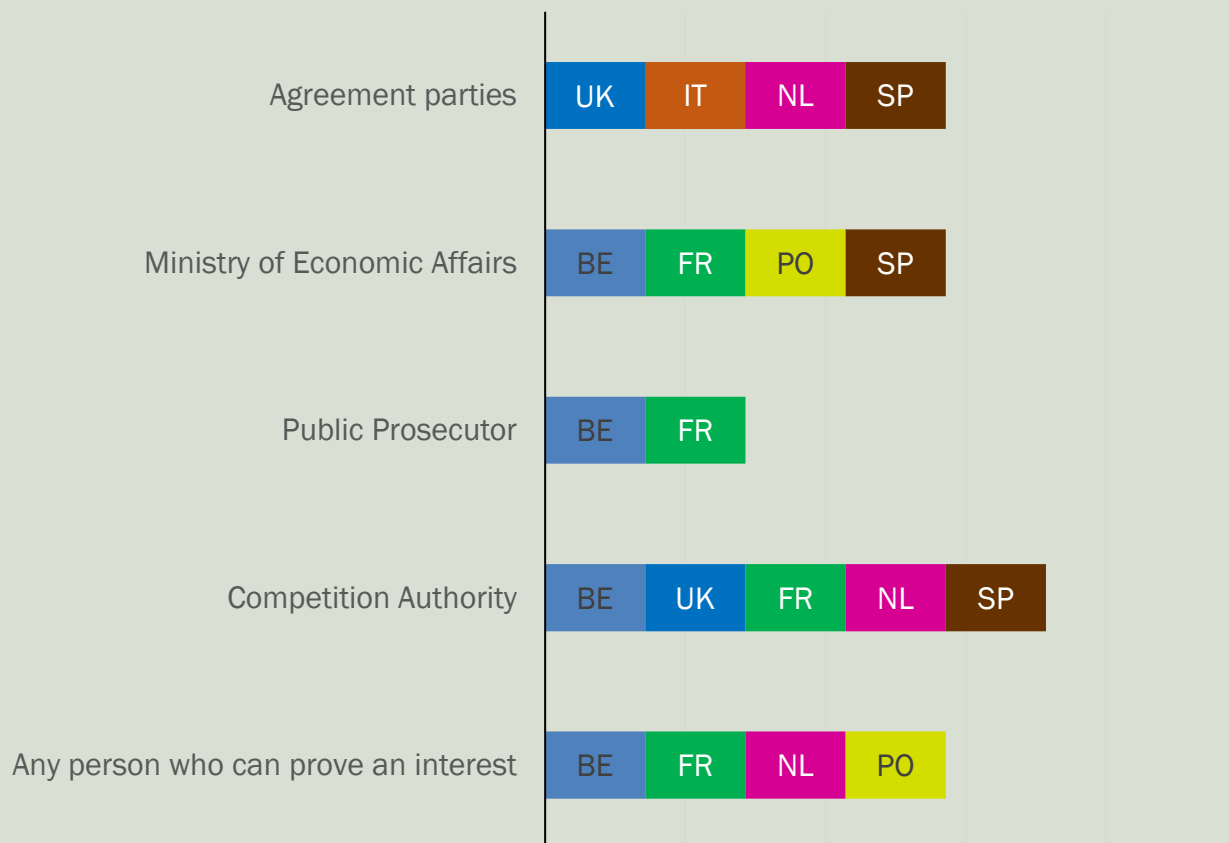 Agreement parties UK IT NL SP
Ministry of Economic Affairs BE FR PO SP
Public Prosecutor BE FR
Competition Authority BE UK FR NL SP
Any person who can prove an interest BE FR NL PO